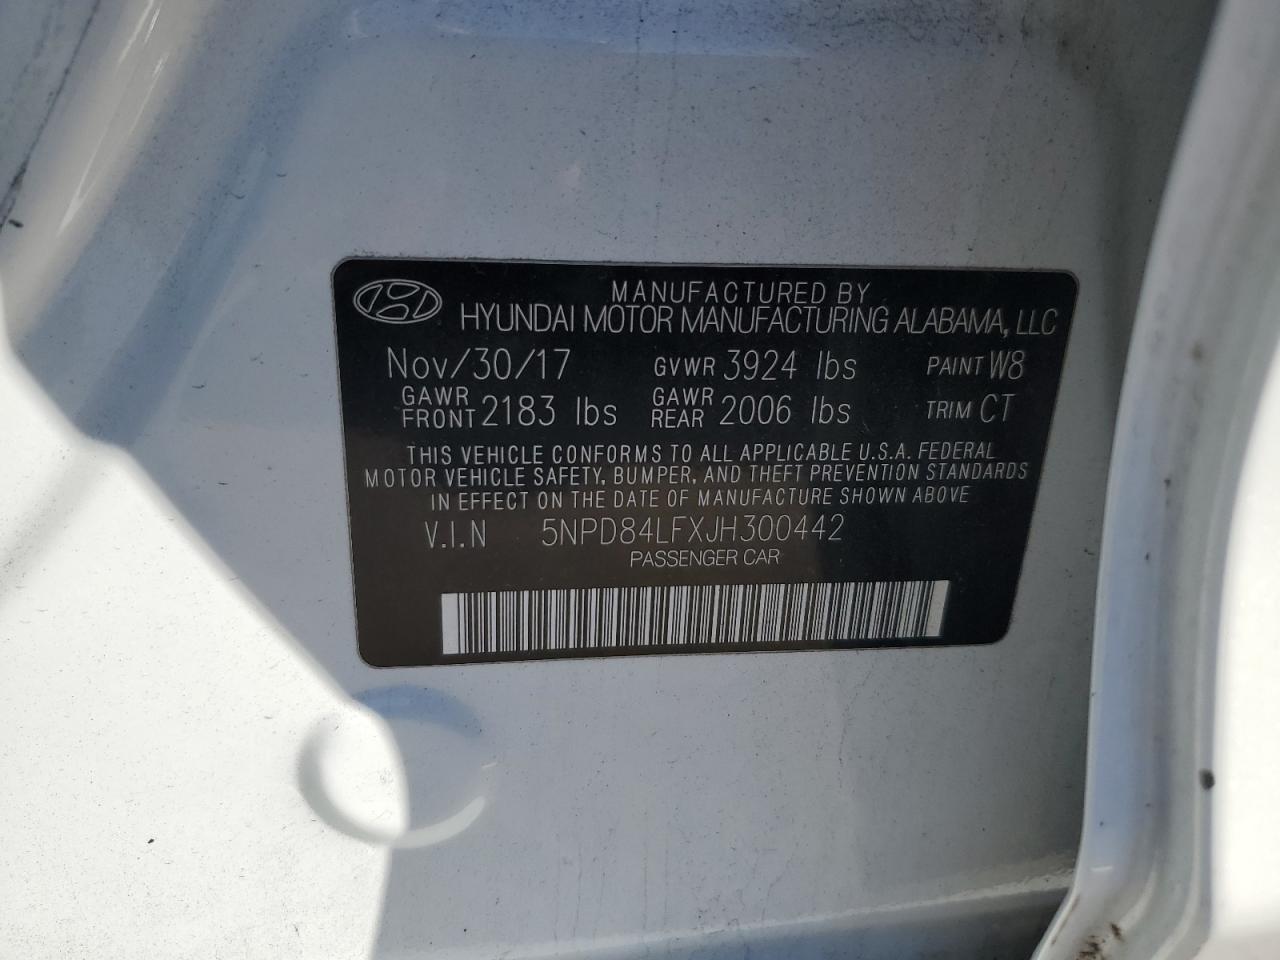 MANUFACTURED BY
HYUNDAI MOTOR MANUFACTURING ALABAMA, LLC
Nov/30/17 GVWR 3924 lbs PAINT W8
GAWR FRONT 2183 lbs GAWR REAR 2006 lbs TRIM CT
THIS VEHICLE CONFORMS TO ALL APPLICABLE U.S.A. FEDERAL
MOTOR VEHICLE SAFETY, BUMPER, AND THEFT PREVENTION STANDARDS
IN EFFECT ON THE DATE OF MANUFACTURE SHOWN ABOVE
V.I.N 5NPD84LFXJH300442
PASSENGER CAR